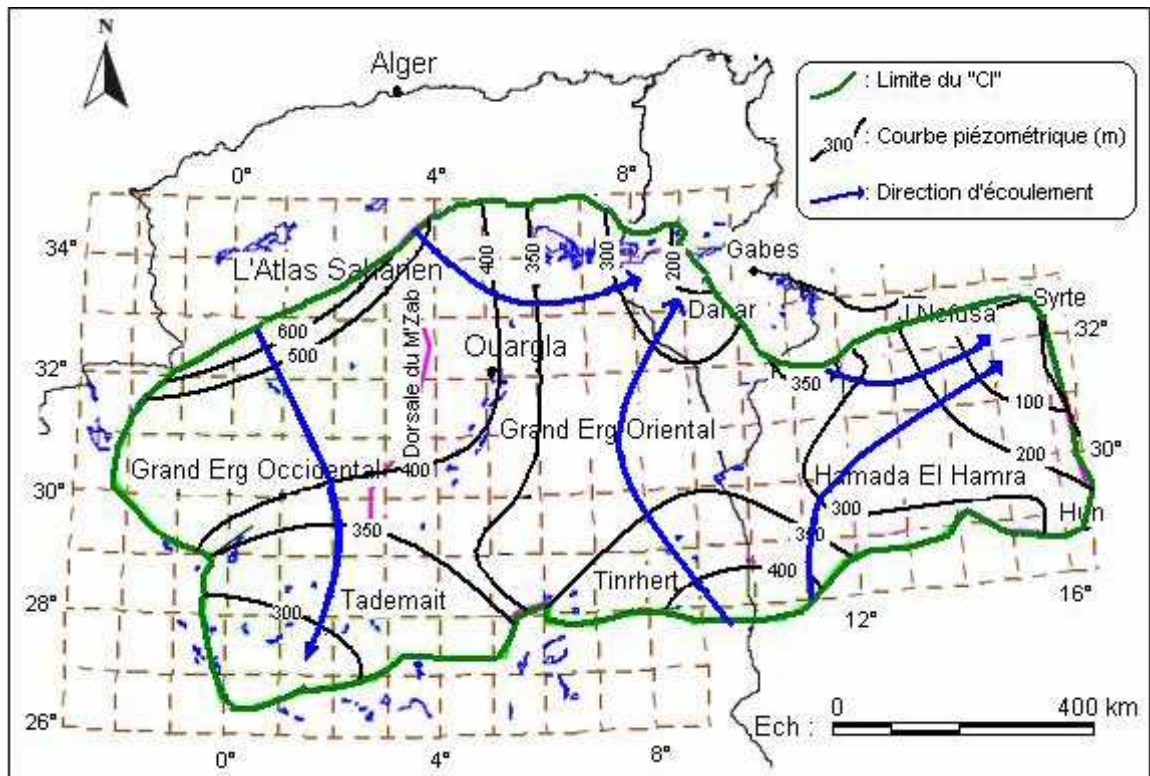 N
Alger
: Limite du "CI"
300 : Courbe piézométrique (m)
: Direction d'écoulement
0° 4° 8°
34°
32°
30°
28°
26°
400 350 300 200
Gabes
L'Atlas Saharien
Dahar
J Nefusa
Syrte
32°
600
500
Ouargla
350
100
Dorsale du M'Zab
Grand Erg Oriental
30°
Grand Erg Occidental
400
200
Hamada El Hamra
300
Hun
350
350
Tinrhert
400
Tademait
300
16°
12°
0 400 km
Ech :
0° 4° 8°